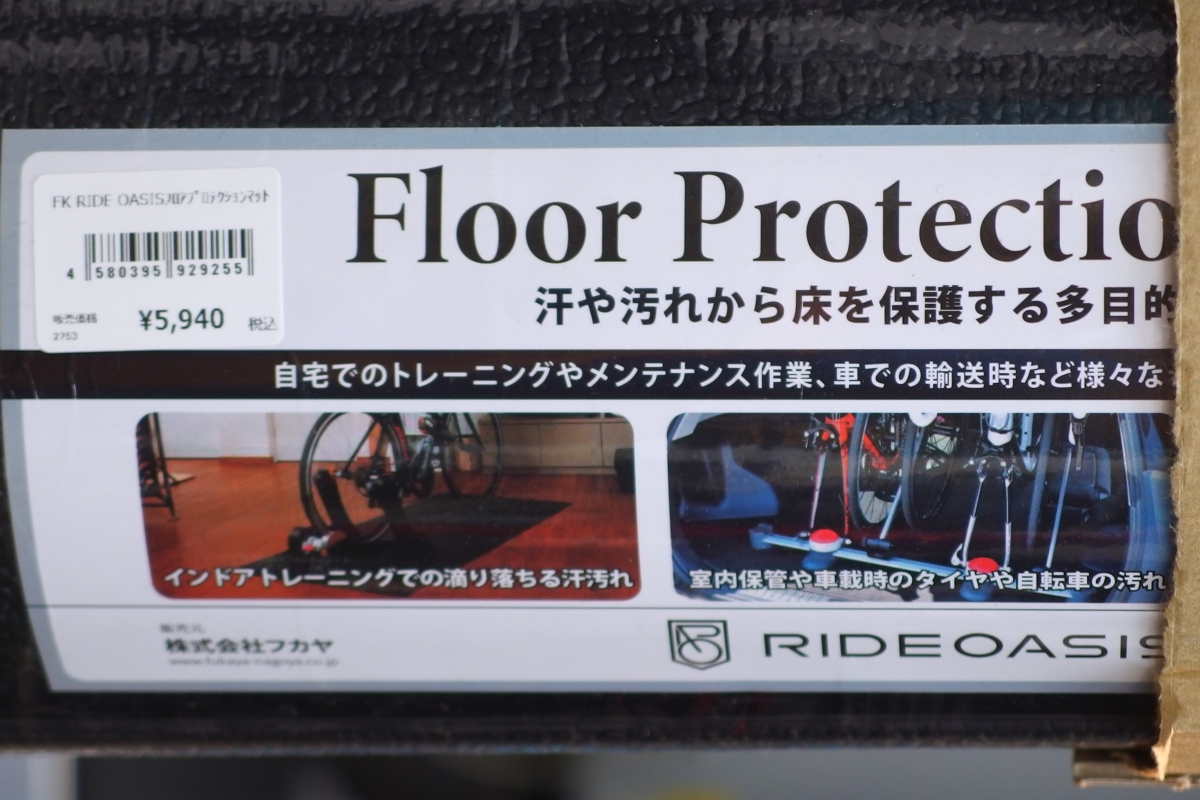 FK RIDE OASISﾌﾛｱﾌﾟﾛﾃｸｼｮﾝﾏｯﾄ
4 580395 929255
販売価格
¥5,940 税込
2753
Floor Protectio
汗や汚れから床を保護する多目的
自宅でのトレーニングやメンテナンス作業、車での輸送時など様々な
インドアトレーニングでの滴り落ちる汗汚れ
室内保管や車載時のタイヤや自転車の汚れ
販売元
株式会社フカヤ
www.fukaya-nagoya.co.jp
RIDEOASIS